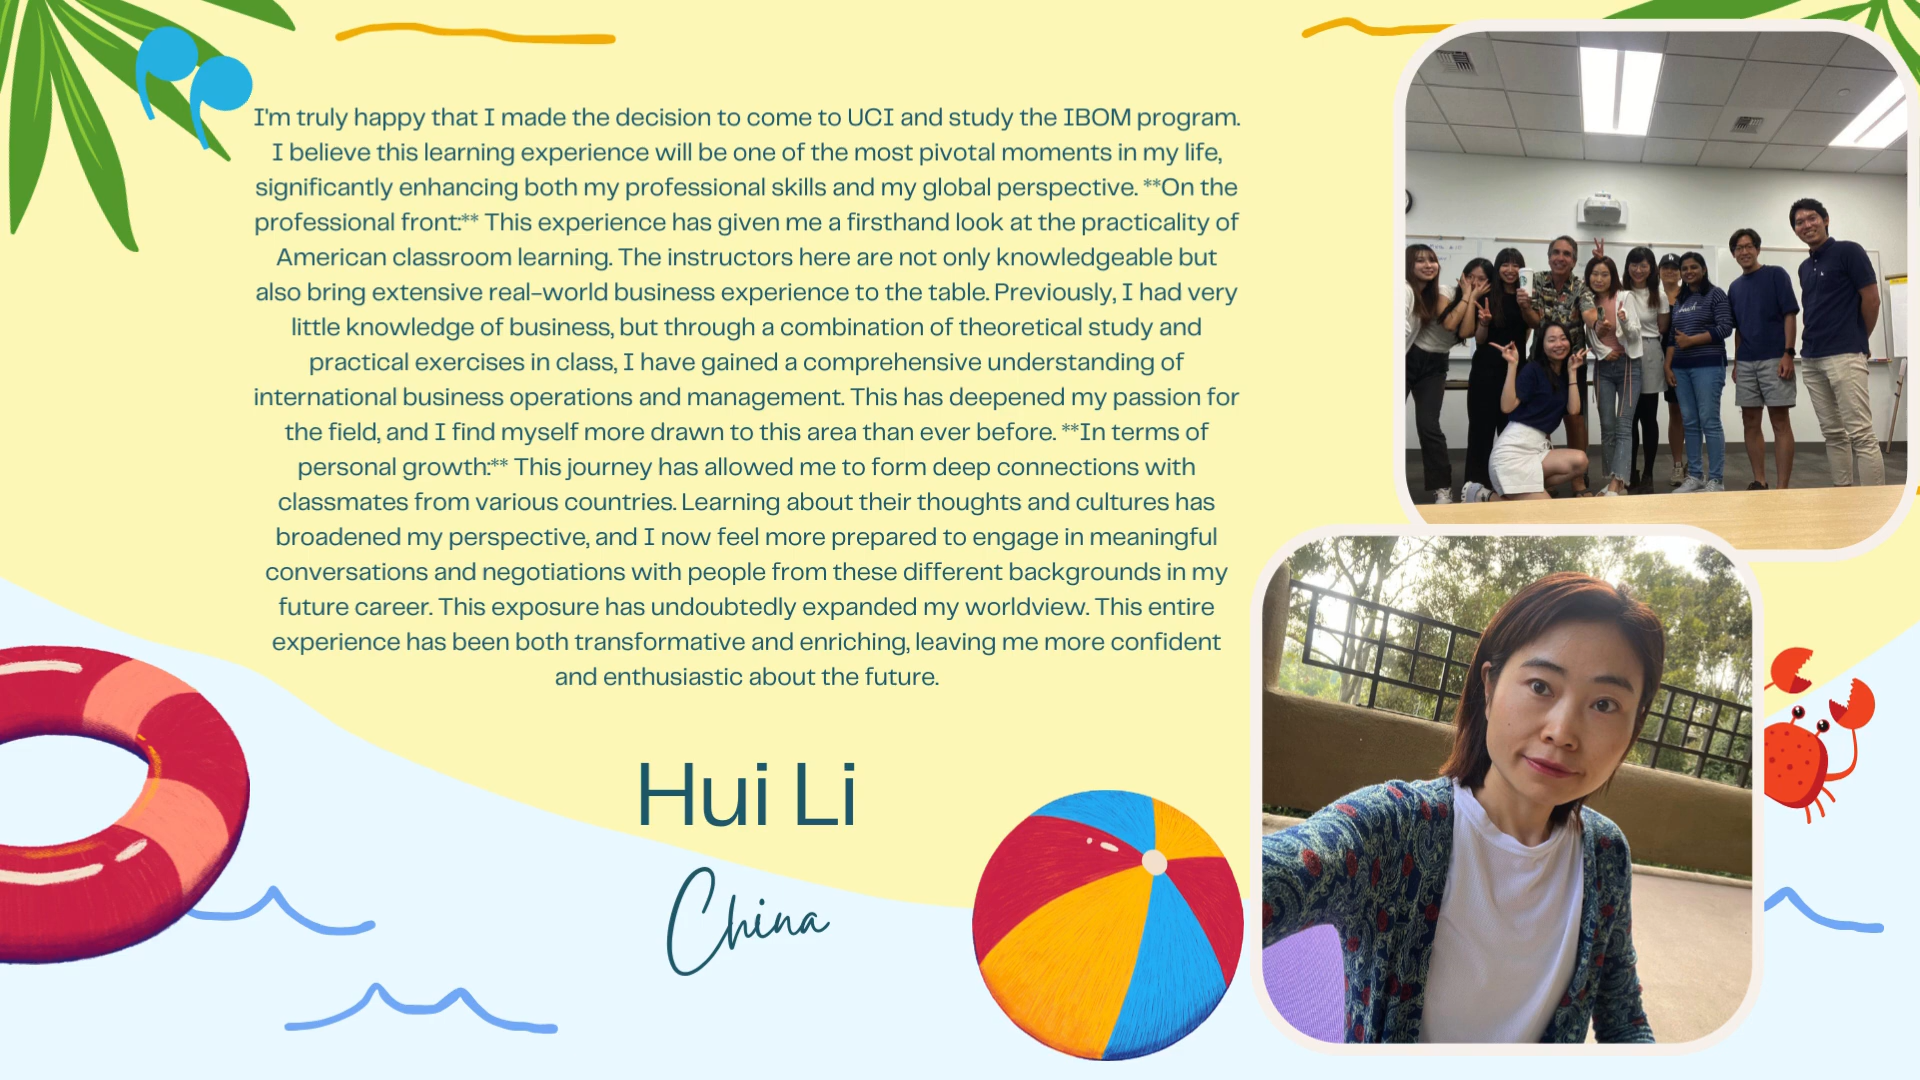 I'm truly happy that I made the decision to come to UCI and study the IBOM program.
I believe this learning experience will be one of the most pivotal moments in my life,
significantly enhancing both my professional skills and my global perspective. **On the
professional front:** This experience has given me a firsthand look at the practicality of
American classroom learning. The instructors here are not only knowledgeable but
also bring extensive real-world business experience to the table. Previously, I had very
little knowledge of business, but through a combination of theoretical study and
practical exercises in class, I have gained a comprehensive understanding of
international business operations and management. This has deepened my passion for
the field, and I find myself more drawn to this area than ever before. **In terms of
personal growth:** This journey has allowed me to form deep connections with
classmates from various countries. Learning about their thoughts and cultures has
broadened my perspective, and I now feel more prepared to engage in meaningful
conversations and negotiations with people from these different backgrounds in my
future career. This exposure has undoubtedly expanded my worldview. This entire
experience has been both transformative and enriching, leaving me more confident
and enthusiastic about the future.
Hui Li
China